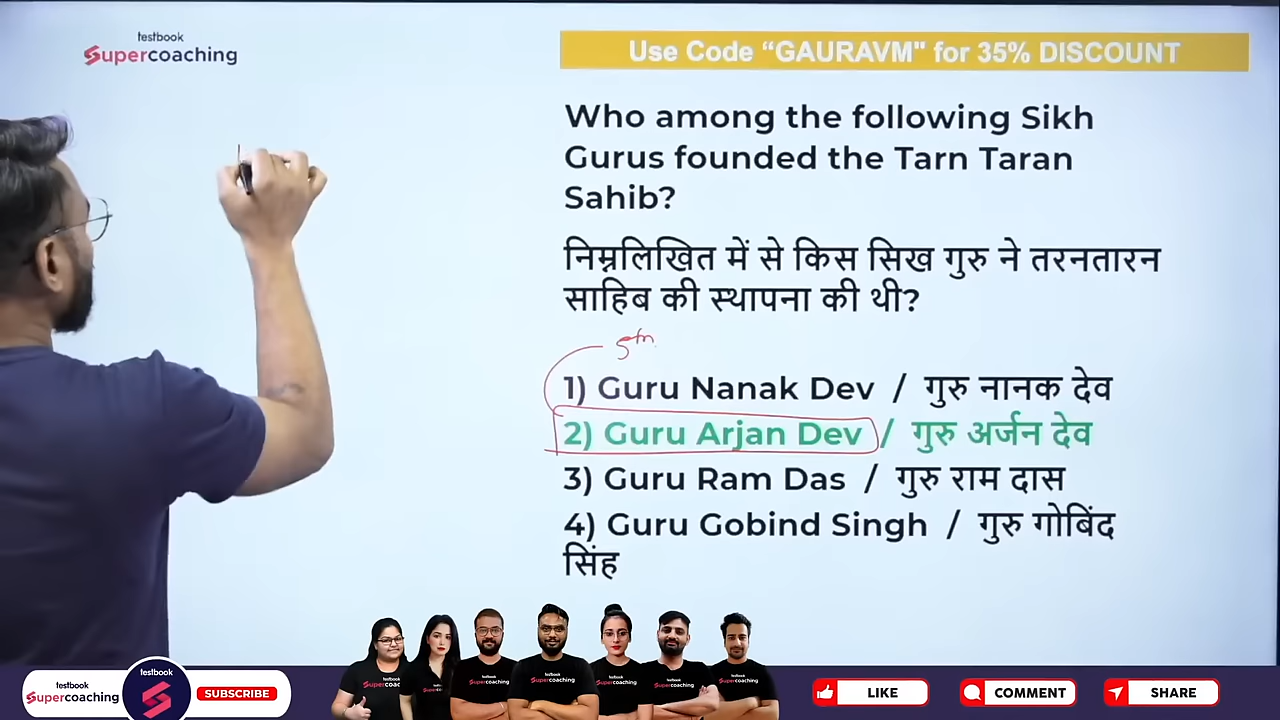 testbook
Supercoaching
Use Code “GAURAVM" for 35% DISCOUNT
Who among the following Sikh
Gurus founded the Tarn Taran
Sahib?
निम्नलिखित में से किस सिख गुरु ने तरनतारन
साहिब की स्थापना की थी?
5th
1) Guru Nanak Dev / गुरु नानक देव
2) Guru Arjan Dev / गुरु अर्जन देव
3) Guru Ram Das / गुरु राम दास
4) Guru Gobind Singh / गुरु गोबिंद
सिंह
testbook
Supercoaching
testbook
SUBSCRIBE
LIKE
COMMENT
SHARE